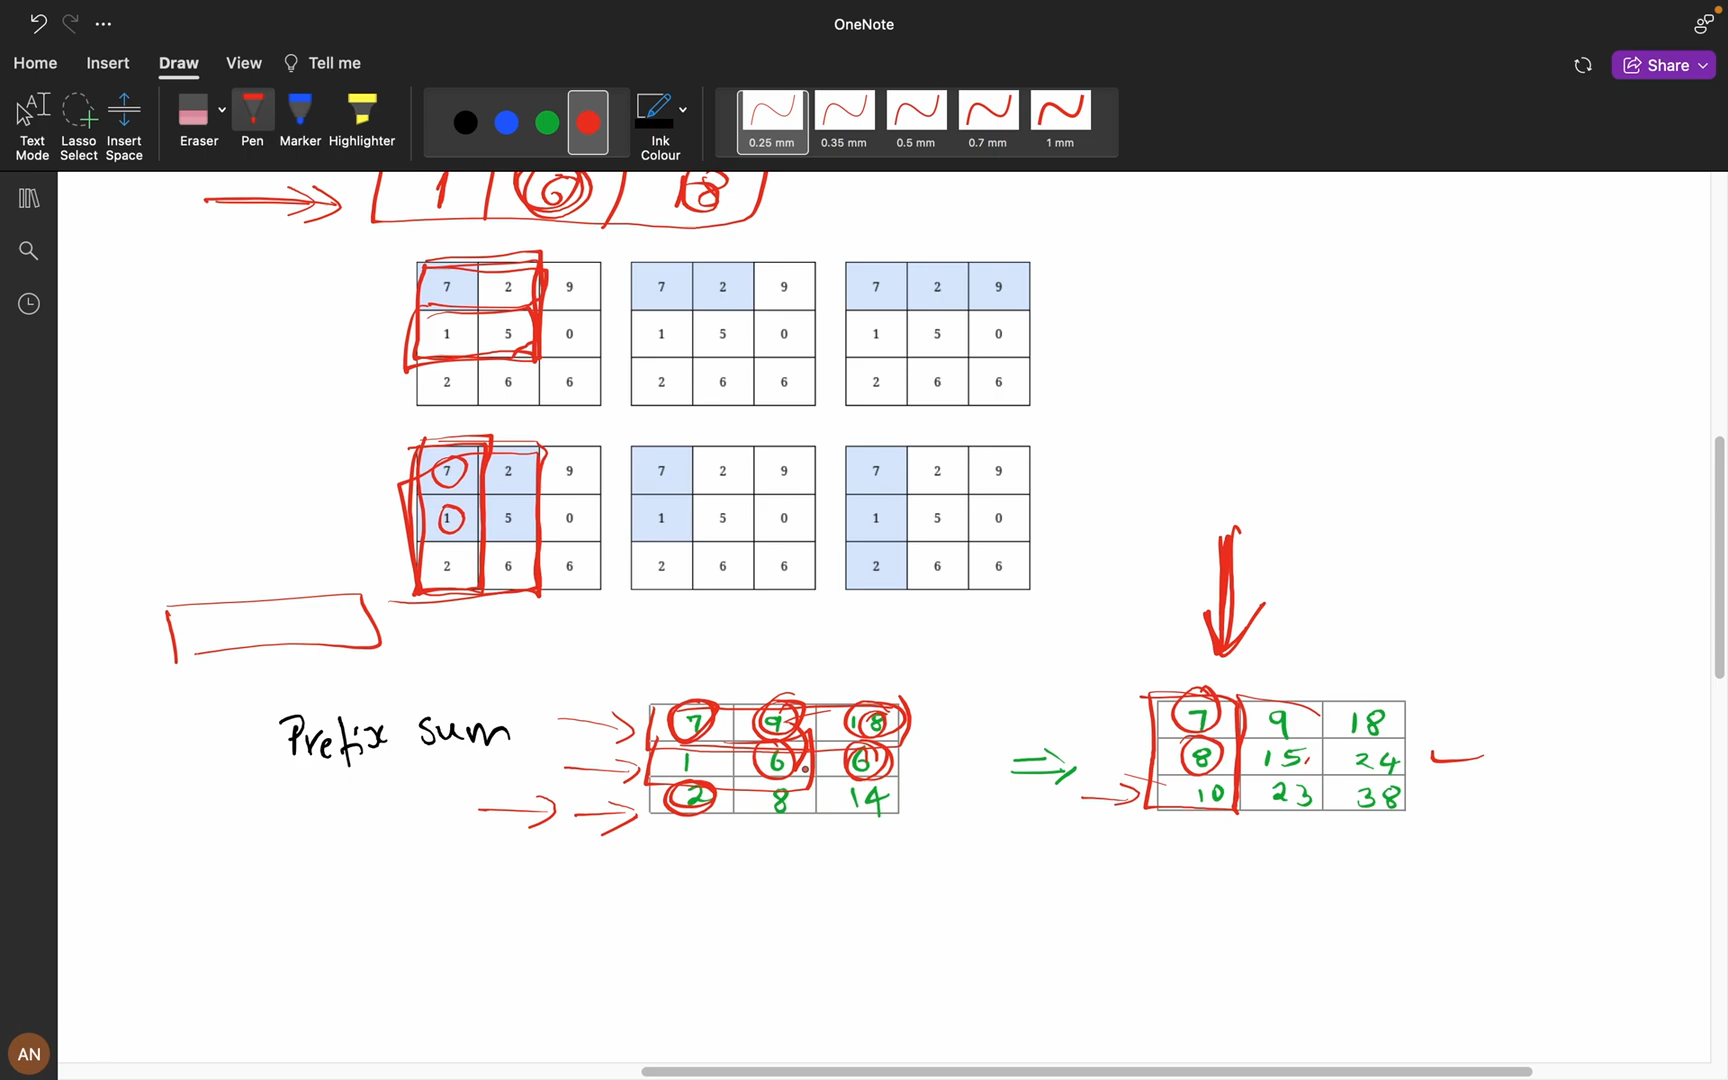 OneNote
Home Insert Draw View Tell me
Share
Text Mode
Lasso Select
Insert Space
Eraser
Pen
Marker
Highlighter
Ink Colour
0.25 mm
0.35 mm
0.5 mm
0.7 mm
1 mm
1 6 18
7 2 9 7 2 9 7 2 9
1 5 0 1 5 0 1 5 0
2 6 6 2 6 6 2 6 6
7 2 9 7 2 9 7 2 9
1 5 0 1 5 0 1 5 0
2 6 6 2 6 6 2 6 6
Prefix sum
7 9 18
1 6 6
2 8 14
7 9 18
8 15 24
10 23 38
AN